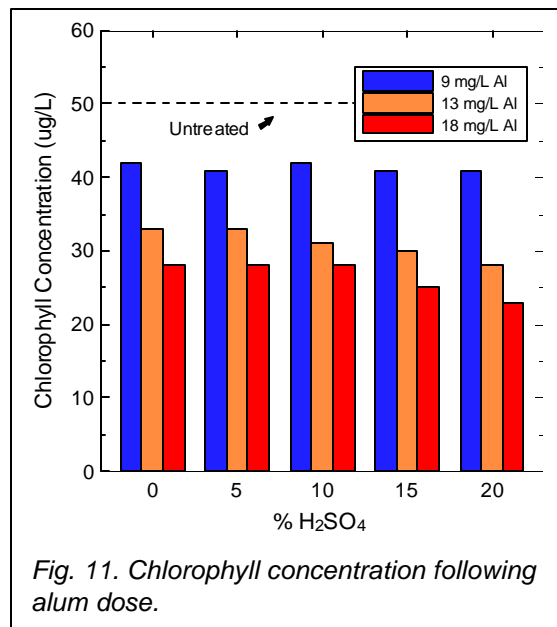 60
50
40
30
20
10
0
Chlorophyll Concentration (ug/L)
9 mg/L Al
13 mg/L Al
18 mg/L Al
Untreated
0 5 10 15 20
% H₂SO₄
Fig. 11. Chlorophyll concentration following
alum dose.